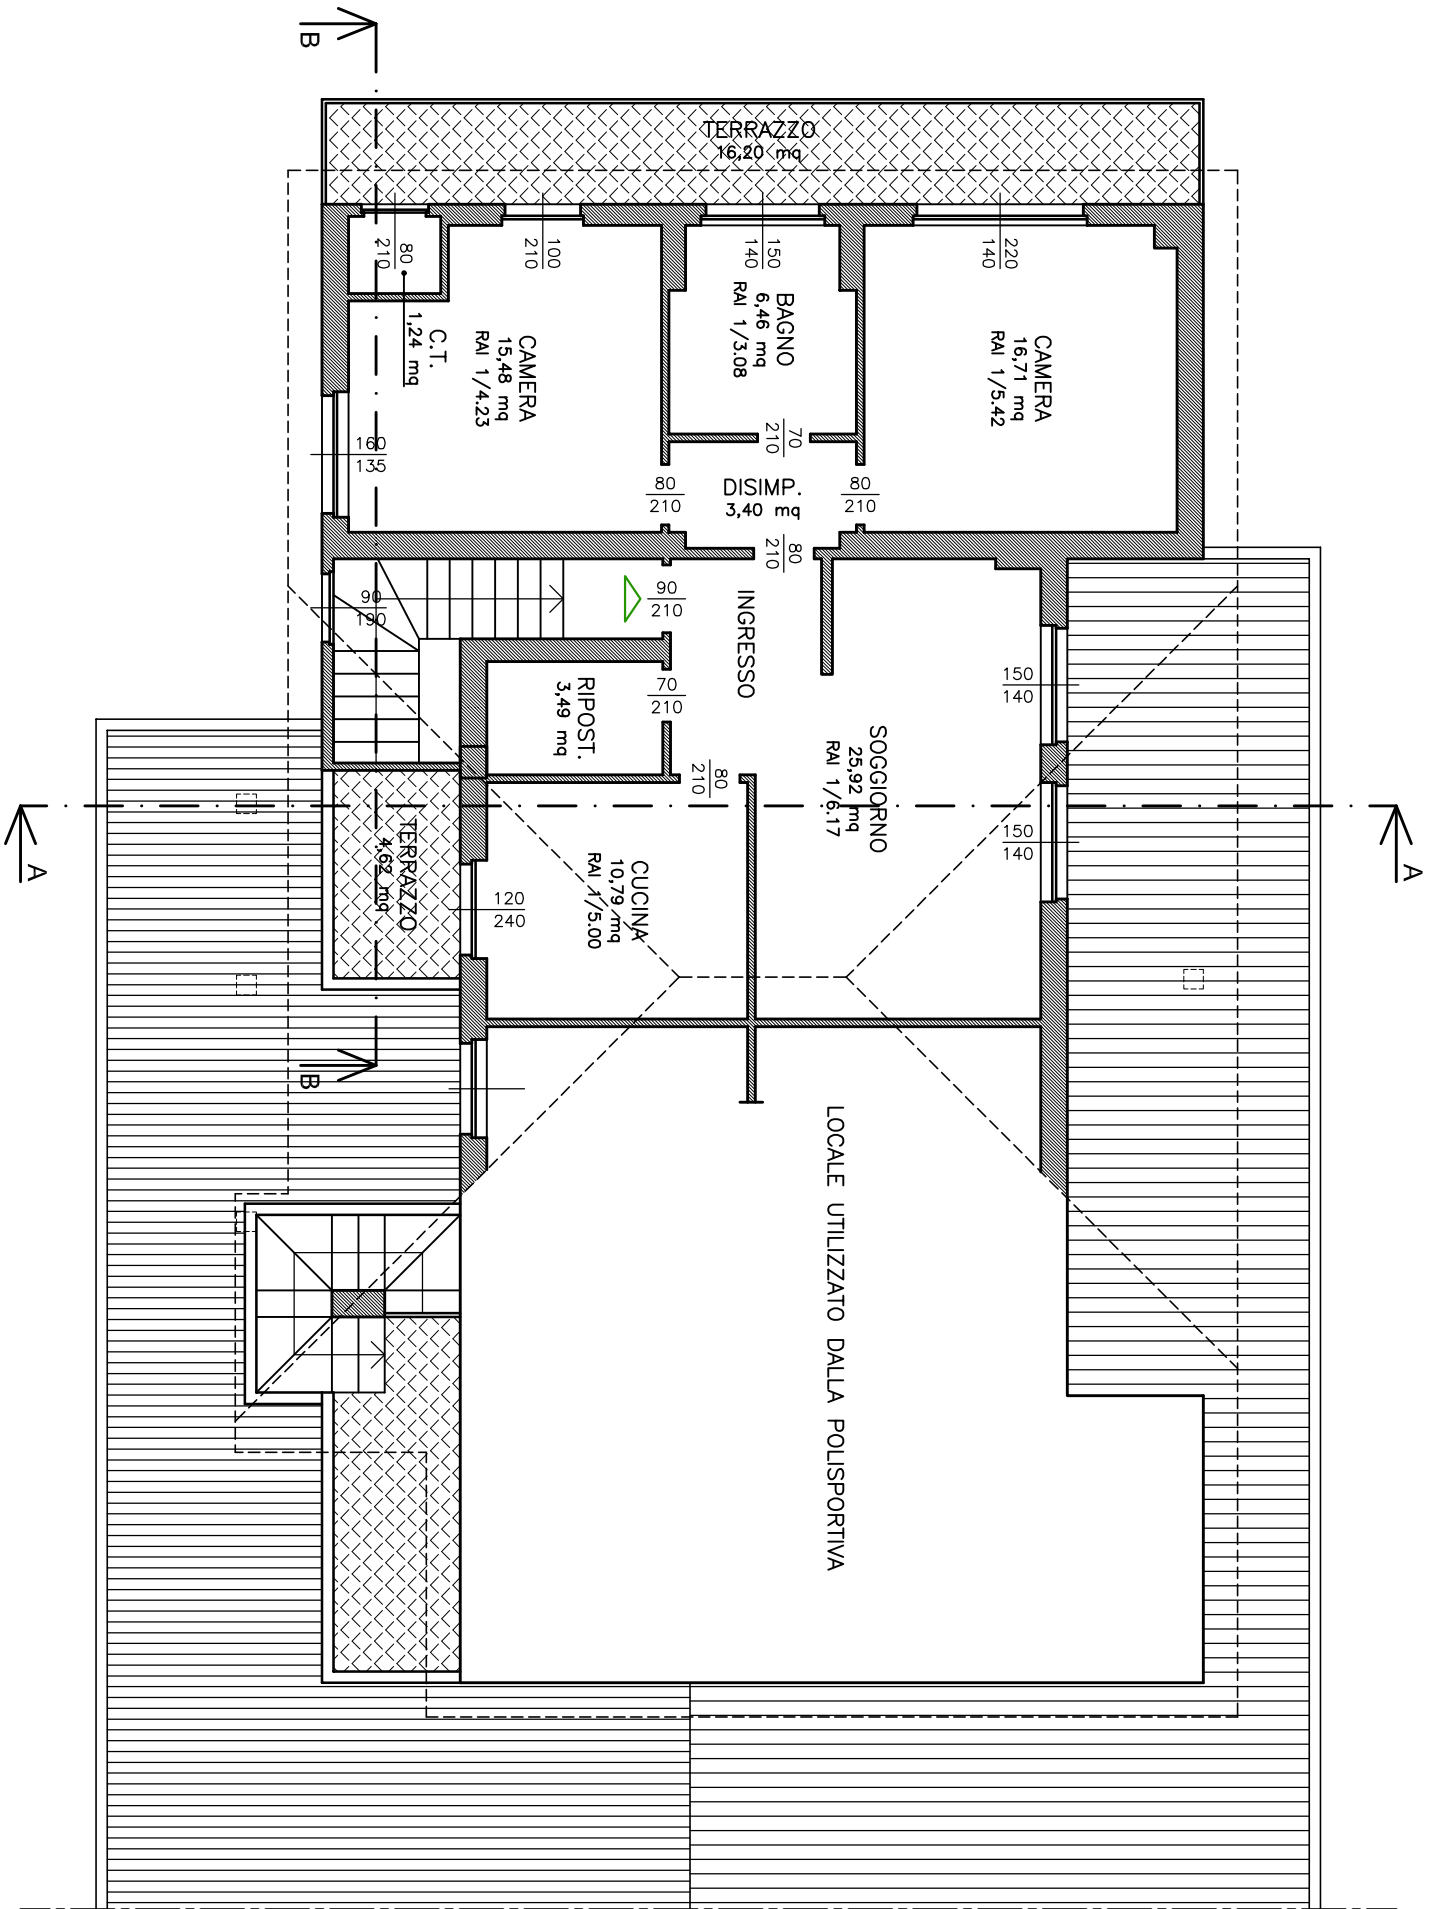 B
TERRAZZO
16,20 mq
80
210
100
210
150
140
220
140
C.T.
1,24 mq
CAMERA
15,48 mq
RAI 1/4.23
BAGNO
6,46 mq
RAI 1/3.08
CAMERA
16,71 mq
RAI 1/5.42
160
135
70
210
80
210
DISIMP.
3,40 mq
80
210
80
210
90
190
90
210
INGRESSO
RIPOST.
3,49 mq
70
210
150
140
80
210
SOGGIORNO
25,92 mq
RAI 1/6.17
A
A
150
140
TERRAZZO
4,62 mq
120
240
CUCINA
10,79 mq
RAI 1/5.00
B
LOCALE UTILIZZATO DALLA POLISPORTIVA